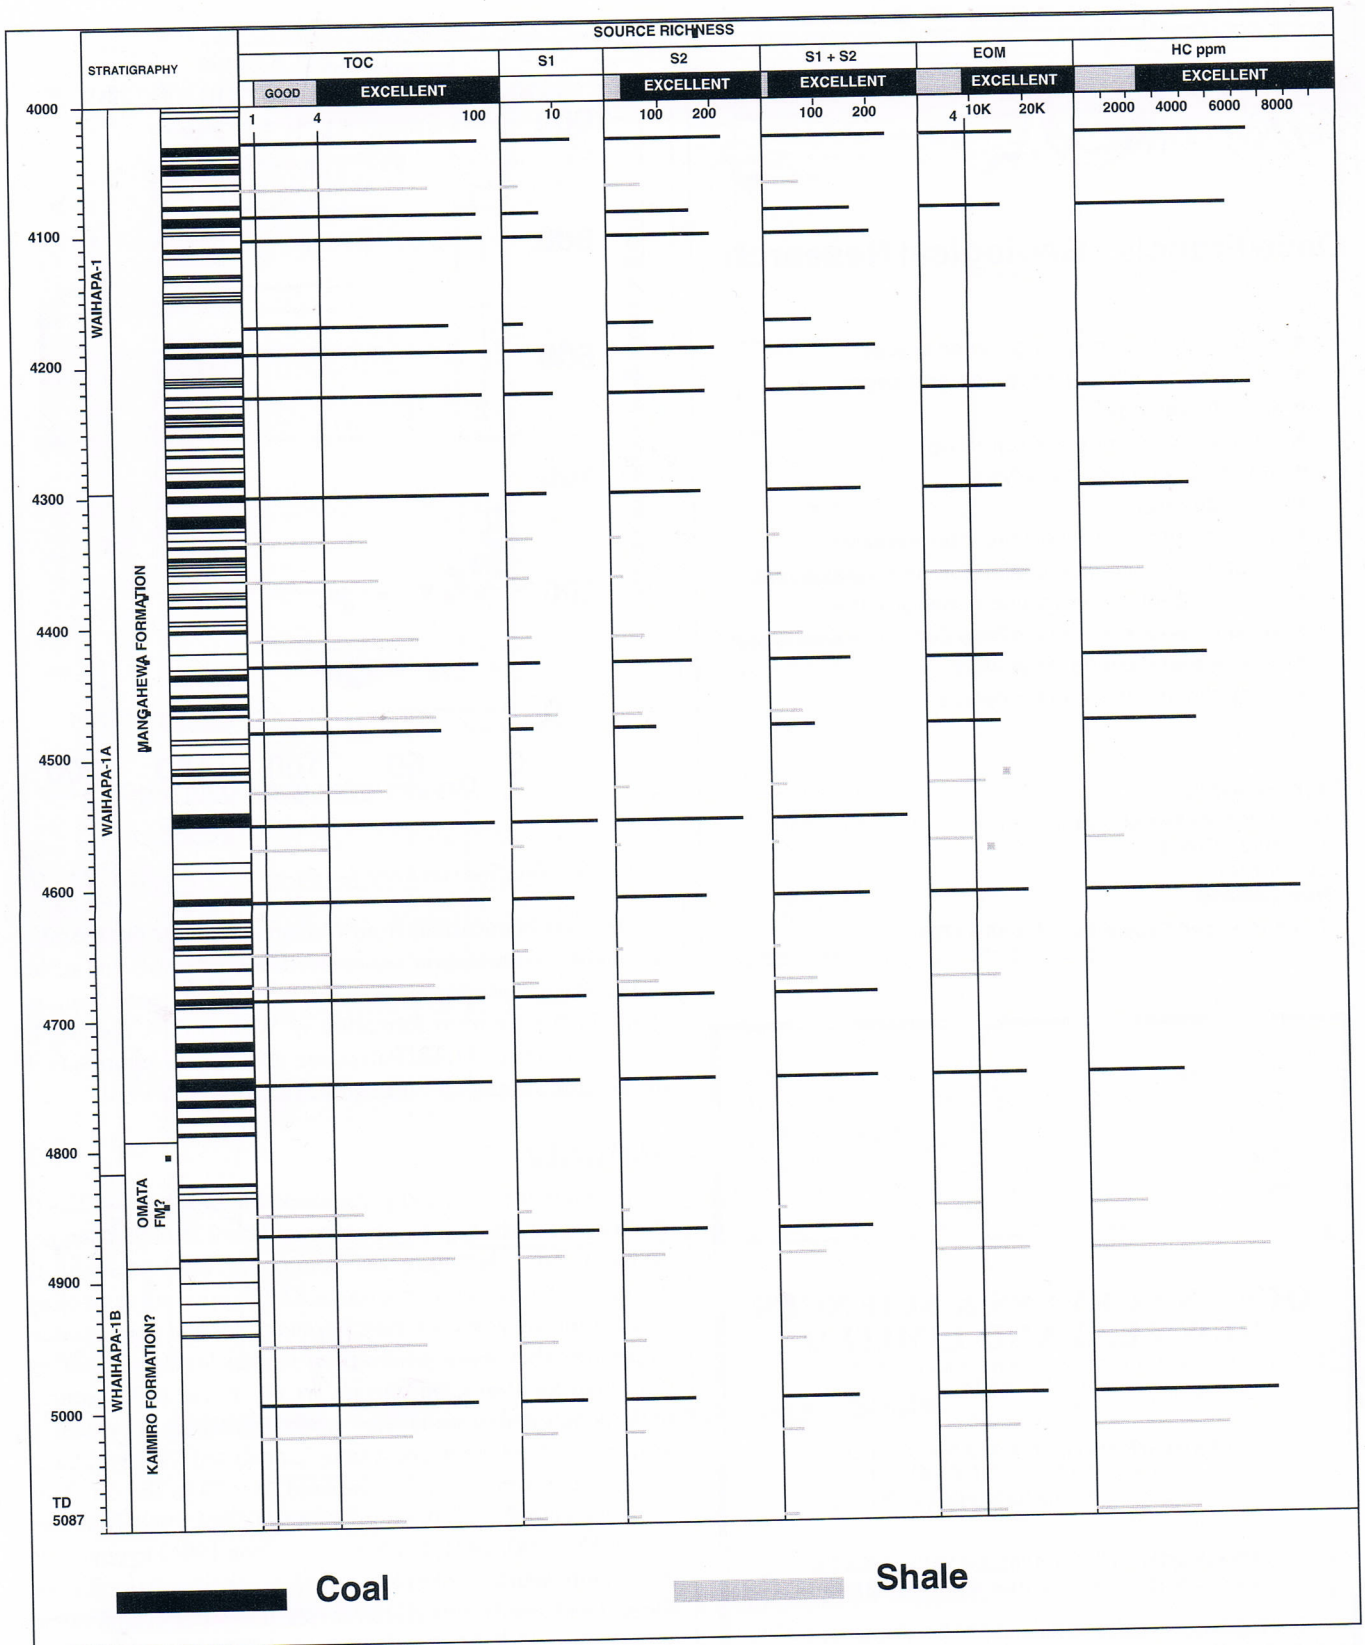 SOURCE RICHNESS
STRATIGRAPHY
TOC
S1
S2
S1 + S2
EOM
HC ppm
GOOD
EXCELLENT
EXCELLENT
EXCELLENT
EXCELLENT
EXCELLENT
1
4
100
10
100
200
100
200
4
10K
20K
2000
4000
6000
8000
4000
4100
4200
4300
4400
4500
4600
4700
4800
4900
5000
TD
5087
WAIHAPA-1
WAIHAPA-1A
WHAIHAPA-1B
MANGAHEWA FORMATION
OMATA
FM?
KAIMIRO FORMATION?
Coal
Shale